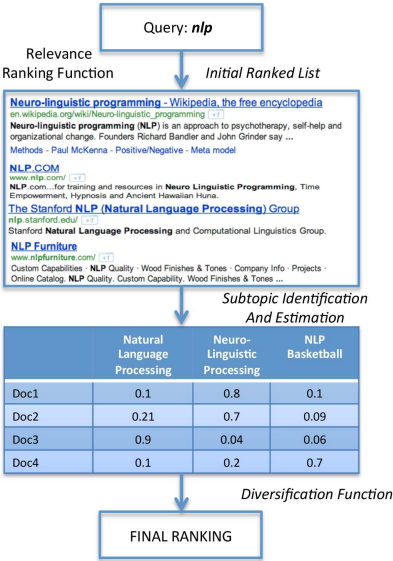 Query: nlp
Relevance
Ranking Function
Initial Ranked List
Neuro-linguistic programming - Wikipedia, the free encyclopedia
en.wikipedia.org/wiki/Neuro-linguistic_programming +1
Neuro-linguistic programming (NLP) is an approach to psychotherapy, self-help and
organizational change. Founders Richard Bandler and John Grinder say ...
Methods - Paul McKenna - Positive/Negative - Meta model
NLP.COM
www.nlp.com/ +1
NLP.com...for training and resources in Neuro Linguistic Programming, Time
Empowerment, Hypnosis and Ancient Hawaiian Huna.
The Stanford NLP (Natural Language Processing) Group
nlp.stanford.edu/ +1
Stanford Natural Language Processing and Computational Linguistics Group.
NLP Furniture
www.nlpfurniture.com/ +1
Custom Capabilities · NLP Quality · Wood Finishes & Tones · Company Info · Projects ·
Online Catalog. NLP Quality. Custom Capability. Wood Finishes & Tones ...
Subtopic Identification
And Estimation
Natural Language Processing Neuro-Linguistic Processing NLP Basketball
Doc1 0.1 0.8 0.1
Doc2 0.21 0.7 0.09
Doc3 0.9 0.04 0.06
Doc4 0.1 0.2 0.7
Diversification Function
FINAL RANKING